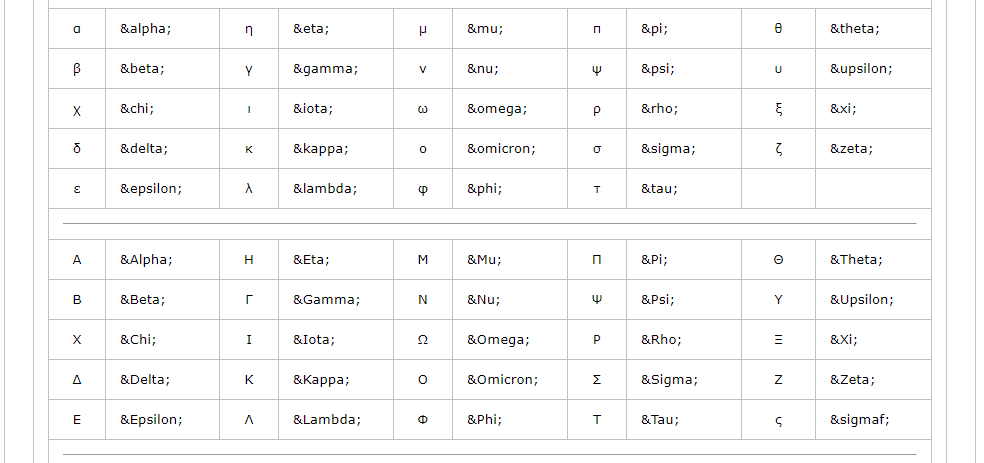 α &alpha; η &eta; μ &mu; π &pi; θ &theta;
β &beta; γ &gamma; ν &nu; ψ &psi; υ &upsilon;
χ &chi; ι &iota; ω &omega; ρ &rho; ξ &xi;
δ &delta; κ &kappa; ο &omicron; σ &sigma; ζ &zeta;
ε &epsilon; λ &lambda; φ &phi; τ &tau;
Α &Alpha; Η &Eta; Μ &Mu; Π &Pi; Θ &Theta;
Β &Beta; Γ &Gamma; Ν &Nu; Ψ &Psi; Υ &Upsilon;
Χ &Chi; Ι &Iota; Ω &Omega; Ρ &Rho; Ξ &Xi;
Δ &Delta; Κ &Kappa; Ο &Omicron; Σ &Sigma; Ζ &Zeta;
Ε &Epsilon; Λ &Lambda; Φ &Phi; Τ &Tau; ς &sigmaf;